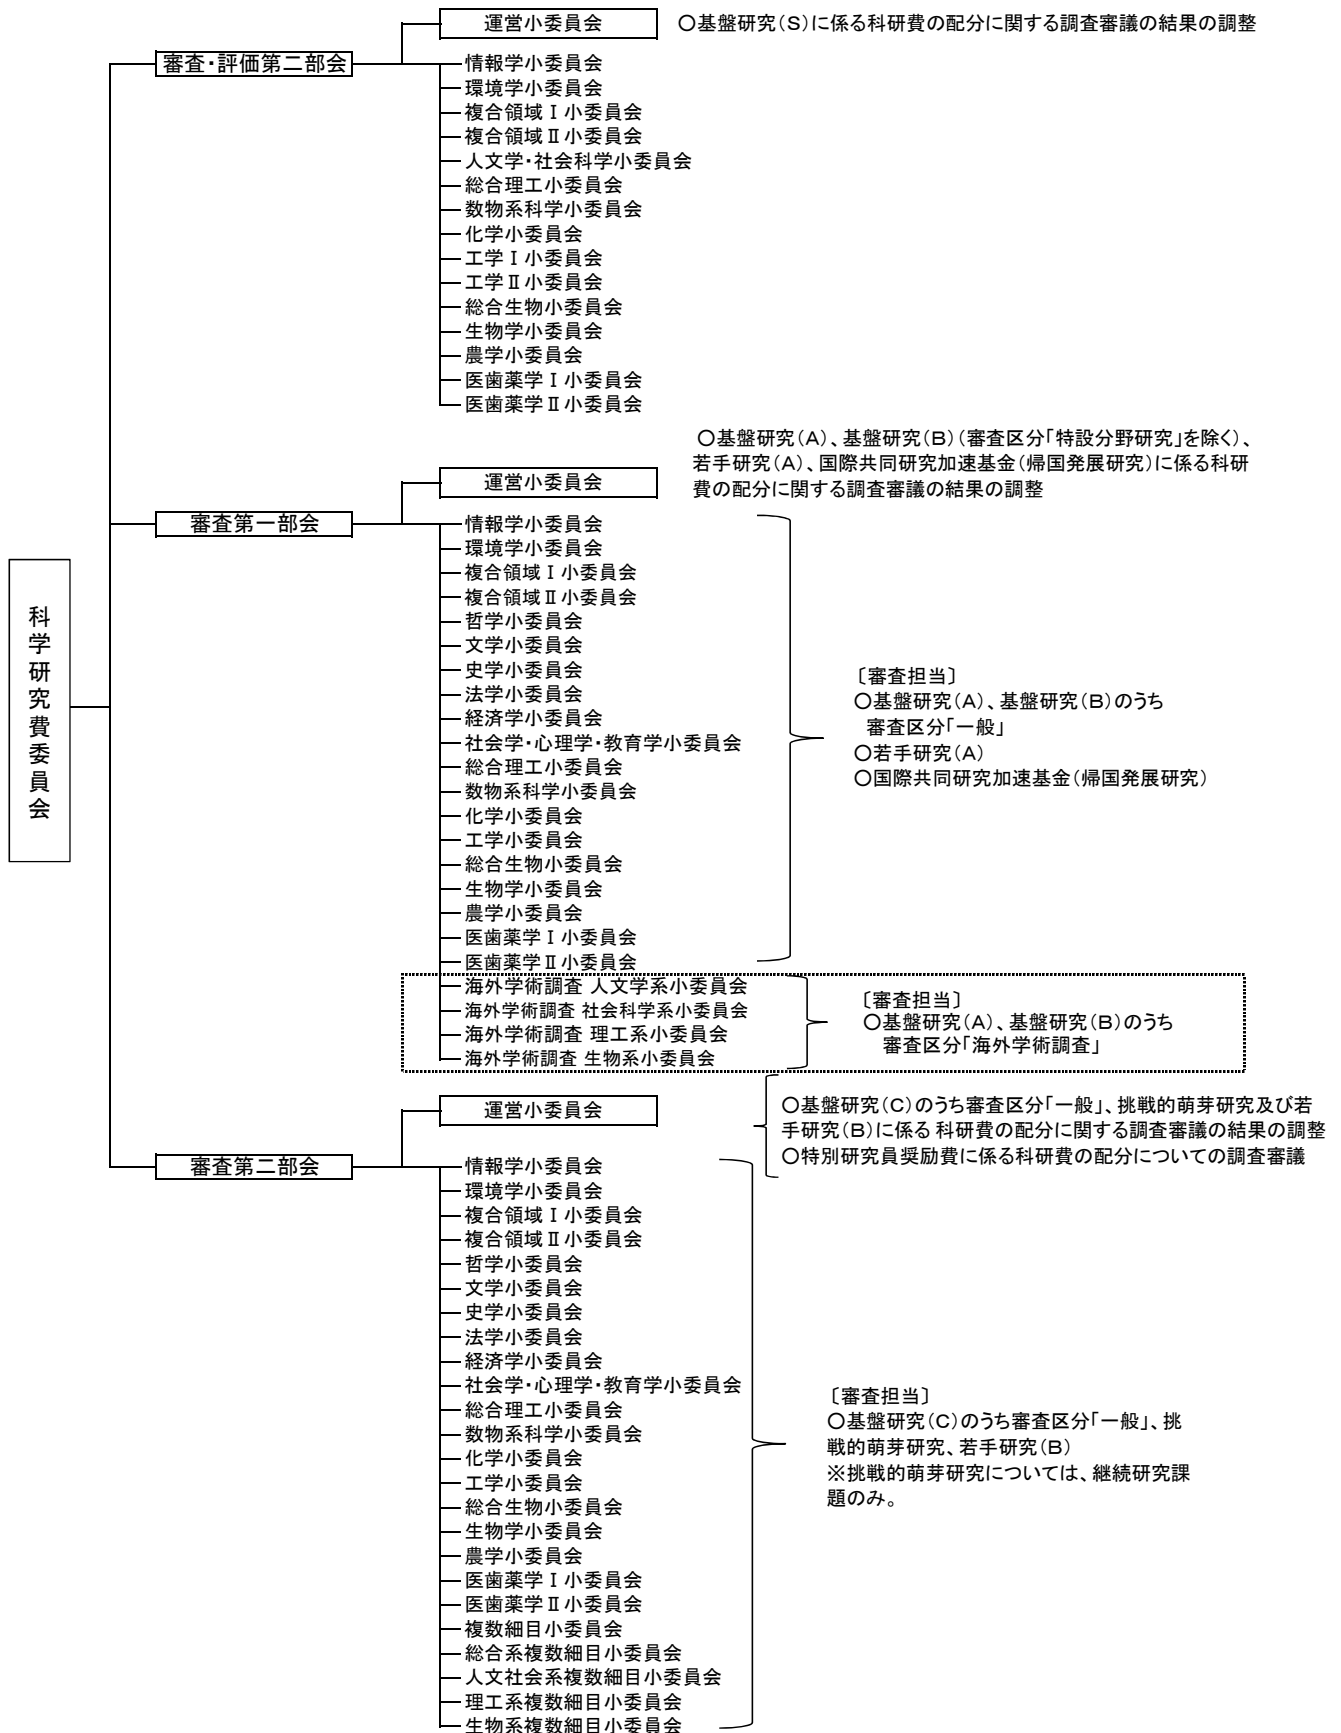 運営小委員会
○基盤研究(S)に係る科研費の配分に関する調査審議の結果の調整
審査・評価第二部会
情報学小委員会
環境学小委員会
複合領域Ⅰ小委員会
複合領域Ⅱ小委員会
人文学・社会科学小委員会
総合理工小委員会
数物系科学小委員会
化学小委員会
工学Ⅰ小委員会
工学Ⅱ小委員会
総合生物小委員会
生物学小委員会
農学小委員会
医歯薬学Ⅰ小委員会
医歯薬学Ⅱ小委員会
○基盤研究(A)、基盤研究(B)(審査区分「特設分野研究」を除く)、
若手研究(A)、国際共同研究加速基金(帰国発展研究)に係る科研
費の配分に関する調査審議の結果の調整
運営小委員会
審査第一部会
情報学小委員会
環境学小委員会
複合領域Ⅰ小委員会
複合領域Ⅱ小委員会
哲学小委員会
文学小委員会
史学小委員会
法学小委員会
経済学小委員会
社会学・心理学・教育学小委員会
総合理工小委員会
数物系科学小委員会
化学小委員会
工学小委員会
総合生物小委員会
生物学小委員会
農学小委員会
医歯薬学Ⅰ小委員会
医歯薬学Ⅱ小委員会
〔審査担当〕
○基盤研究(A)、基盤研究(B)のうち
審査区分「一般」
○若手研究(A)
○国際共同研究加速基金(帰国発展研究)
科学研究費委員会
海外学術調査 人文学系小委員会
海外学術調査 社会科学系小委員会
海外学術調査 理工系小委員会
海外学術調査 生物系小委員会
〔審査担当〕
○基盤研究(A)、基盤研究(B)のうち
審査区分「海外学術調査」
運営小委員会
○基盤研究(C)のうち審査区分「一般」、挑戦的萌芽研究及び若
手研究(B)に係る科研費の配分に関する調査審議の結果の調整
○特別研究員奨励費に係る科研費の配分についての調査審議
審査第二部会
情報学小委員会
環境学小委員会
複合領域Ⅰ小委員会
複合領域Ⅱ小委員会
哲学小委員会
文学小委員会
史学小委員会
法学小委員会
経済学小委員会
社会学・心理学・教育学小委員会
総合理工小委員会
数物系科学小委員会
化学小委員会
工学小委員会
総合生物小委員会
生物学小委員会
農学小委員会
医歯薬学Ⅰ小委員会
医歯薬学Ⅱ小委員会
複数細目小委員会
総合系複数細目小委員会
人文社会系複数細目小委員会
理工系複数細目小委員会
生物系複数細目小委員会
〔審査担当〕
○基盤研究(C)のうち審査区分「一般」、挑
戦的萌芽研究、若手研究(B)
※挑戦的萌芽研究については、継続研究課
題のみ。